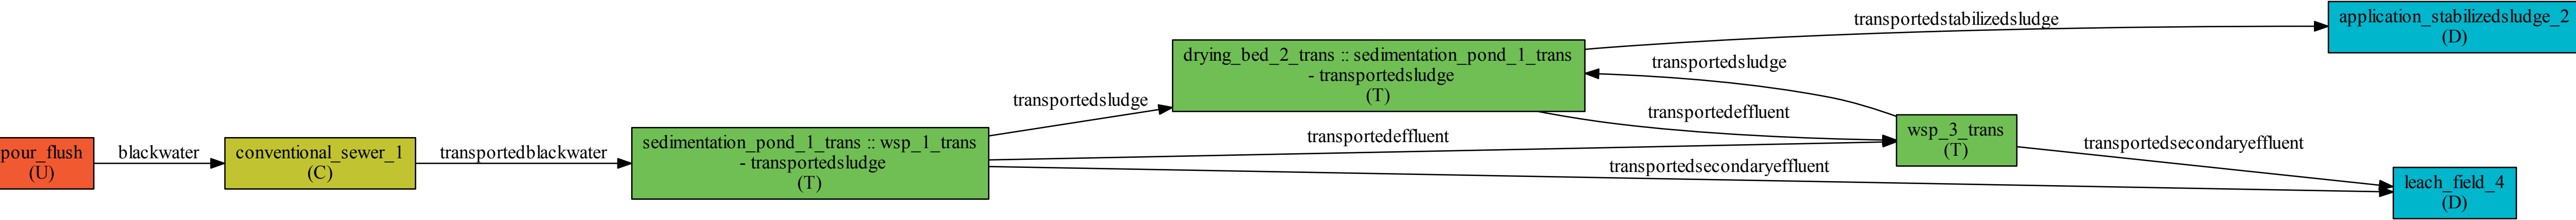 pour_flush
(U)
blackwater
conventional_sewer_1
(C)
transportedblackwater
sedimentation_pond_1_trans :: wsp_1_trans
- transportedsludge
(T)
transportedsludge
transportedeffluent
transportedsecondaryeffluent
drying_bed_2_trans :: sedimentation_pond_1_trans
- transportedsludge
(T)
transportedstabilizedsludge
transportedsludge
transportedeffluent
wsp_3_trans
(T)
transportedsecondaryeffluent
application_stabilizedsludge_2
(D)
leach_field_4
(D)